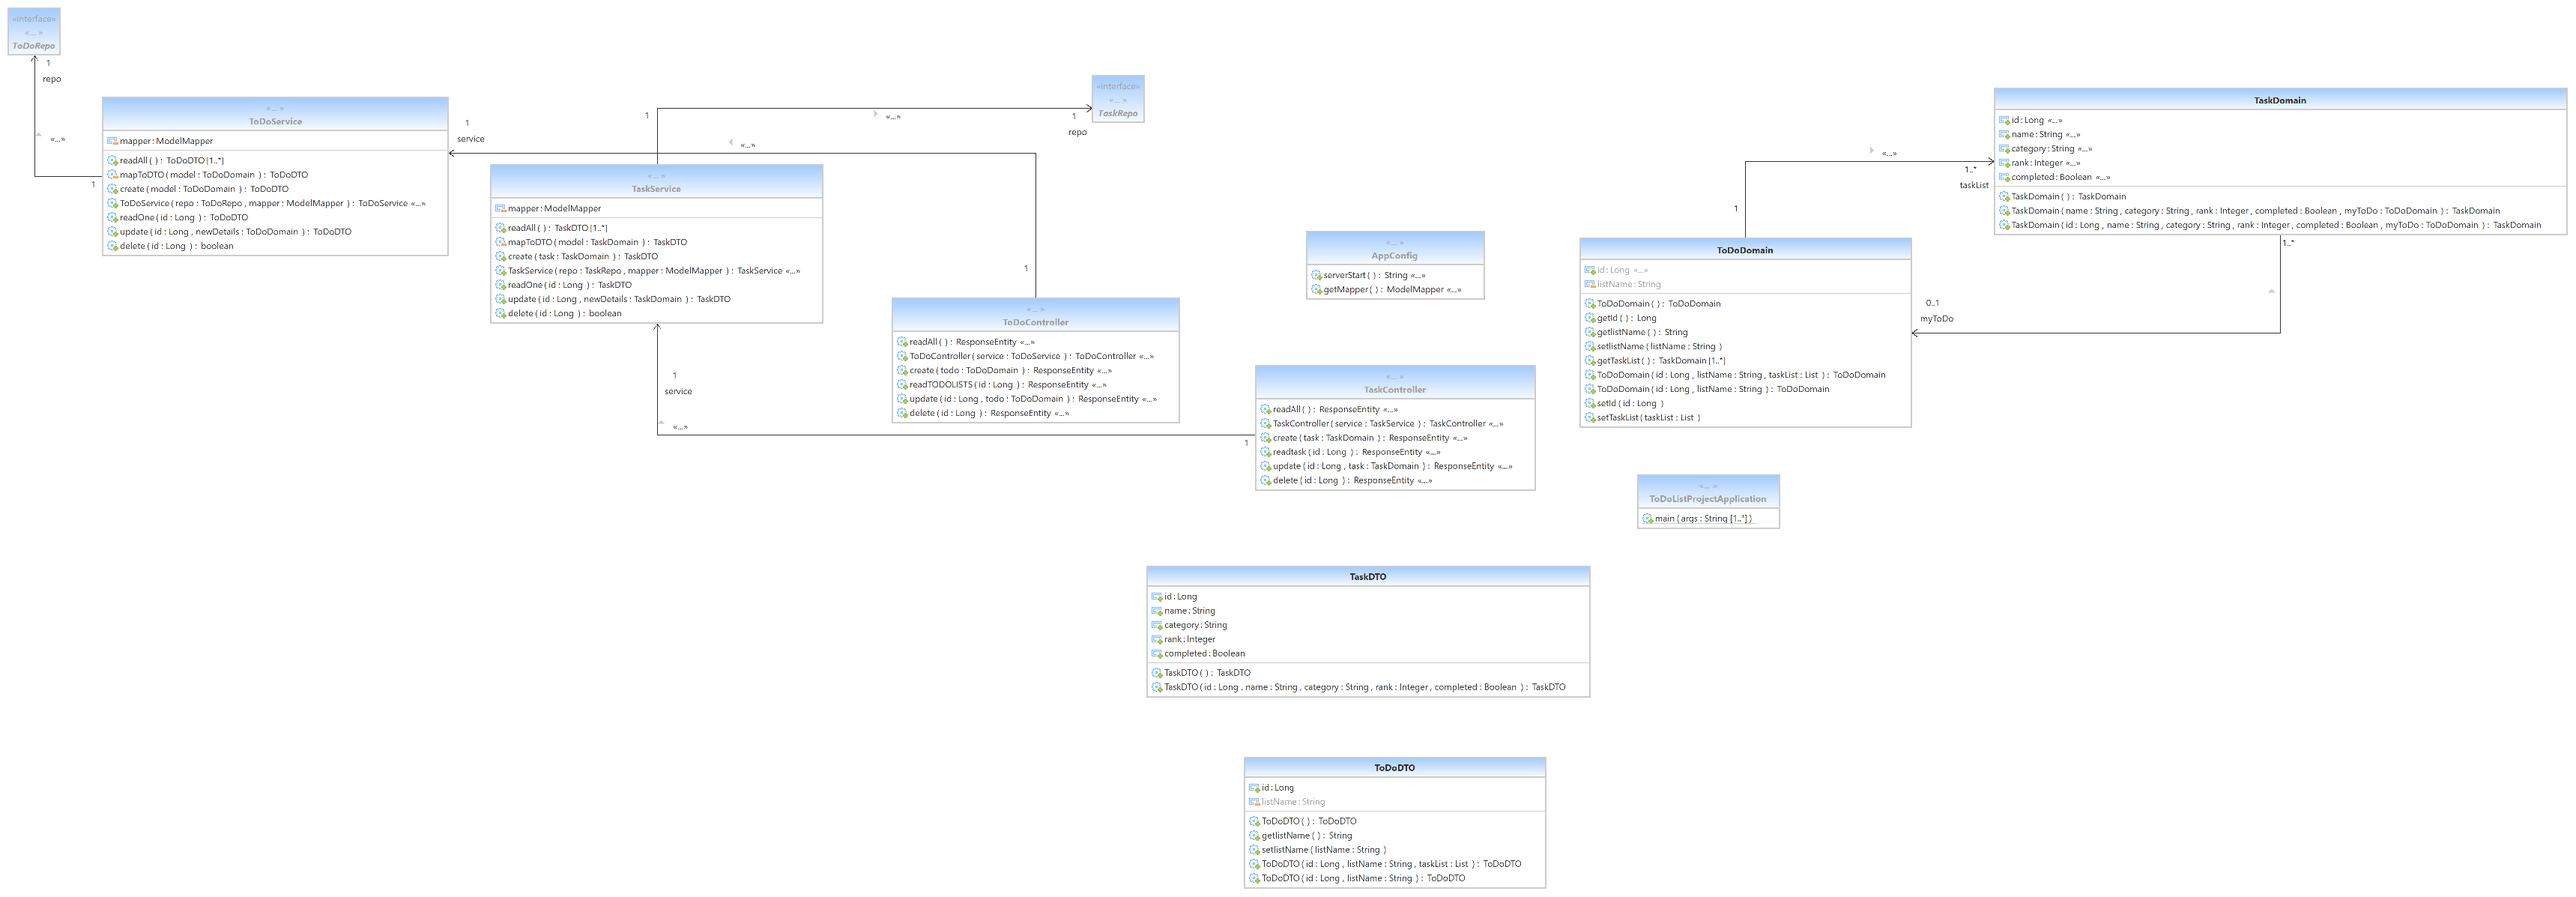 «interface»
«... »
ToDoRepo
1
repo
«...»
1
«... »
ToDoService
mapper : ModelMapper
readAll ( ) : ToDoDTO [1..*]
mapToDTO ( model : ToDoDomain ) : ToDoDTO
create ( model : ToDoDomain ) : ToDoDTO
ToDoService ( repo : ToDoRepo , mapper : ModelMapper ) : ToDoService «...»
readOne ( id : Long ) : ToDoDTO
update ( id : Long , newDetails : ToDoDomain ) : ToDoDTO
delete ( id : Long ) : boolean
1
service
«...»
1
«... »
TaskService
mapper : ModelMapper
readAll ( ) : TaskDTO [1..*]
mapToDTO ( model : TaskDomain ) : TaskDTO
create ( task : TaskDomain ) : TaskDTO
TaskService ( repo : TaskRepo , mapper : ModelMapper ) : TaskService «...»
readOne ( id : Long ) : TaskDTO
update ( id : Long , newDetails : TaskDomain ) : TaskDTO
delete ( id : Long ) : boolean
1
«...»
1
repo
«interface»
«... »
TaskRepo
1
service
«...»
1
«... »
ToDoController
readAll ( ) : ResponseEntity «...»
ToDoController ( service : ToDoService ) : ToDoController «...»
create ( todo : ToDoDomain ) : ResponseEntity «...»
readTODOLISTS ( id : Long ) : ResponseEntity «...»
update ( id : Long , todo : ToDoDomain ) : ResponseEntity «...»
delete ( id : Long ) : ResponseEntity «...»
«... »
AppConfig
serverStart ( ) : String «...»
getMapper ( ) : ModelMapper «...»
«... »
TaskController
readAll ( ) : ResponseEntity «...»
TaskController ( service : TaskService ) : TaskController «...»
create ( task : TaskDomain ) : ResponseEntity «...»
readtask ( id : Long ) : ResponseEntity «...»
update ( id : Long , task : TaskDomain ) : ResponseEntity «...»
delete ( id : Long ) : ResponseEntity «...»
TaskDomain
id : Long «...»
name : String «...»
category : String «...»
rank : Integer «...»
completed : Boolean «...»
TaskDomain ( ) : TaskDomain
TaskDomain ( name : String , category : String , rank : Integer , completed : Boolean , myToDo : ToDoDomain ) : TaskDomain
TaskDomain ( id : Long , name : String , category : String , rank : Integer , completed : Boolean , myToDo : ToDoDomain ) : TaskDomain
«...»
1..*
taskList
1
1..*
0..1
myToDo
ToDoDomain
id : Long «...»
listName : String
ToDoDomain ( ) : ToDoDomain
getId ( ) : Long
getlistName ( ) : String
setlistName ( listName : String )
getTaskList ( ) : TaskDomain [1..*]
ToDoDomain ( id : Long , listName : String , taskList : List ) : ToDoDomain
ToDoDomain ( id : Long , listName : String ) : ToDoDomain
setId ( id : Long )
setTaskList ( taskList : List )
«... »
ToDoListProjectApplication
main ( args : String [1..*] )
TaskDTO
id : Long
name : String
category : String
rank : Integer
completed : Boolean
TaskDTO ( ) : TaskDTO
TaskDTO ( id : Long , name : String , category : String , rank : Integer , completed : Boolean ) : TaskDTO
ToDoDTO
id : Long
listName : String
ToDoDTO ( ) : ToDoDTO
getlistName ( ) : String
setlistName ( listName : String )
ToDoDTO ( id : Long , listName : String , taskList : List ) : ToDoDTO
ToDoDTO ( id : Long , listName : String ) : ToDoDTO